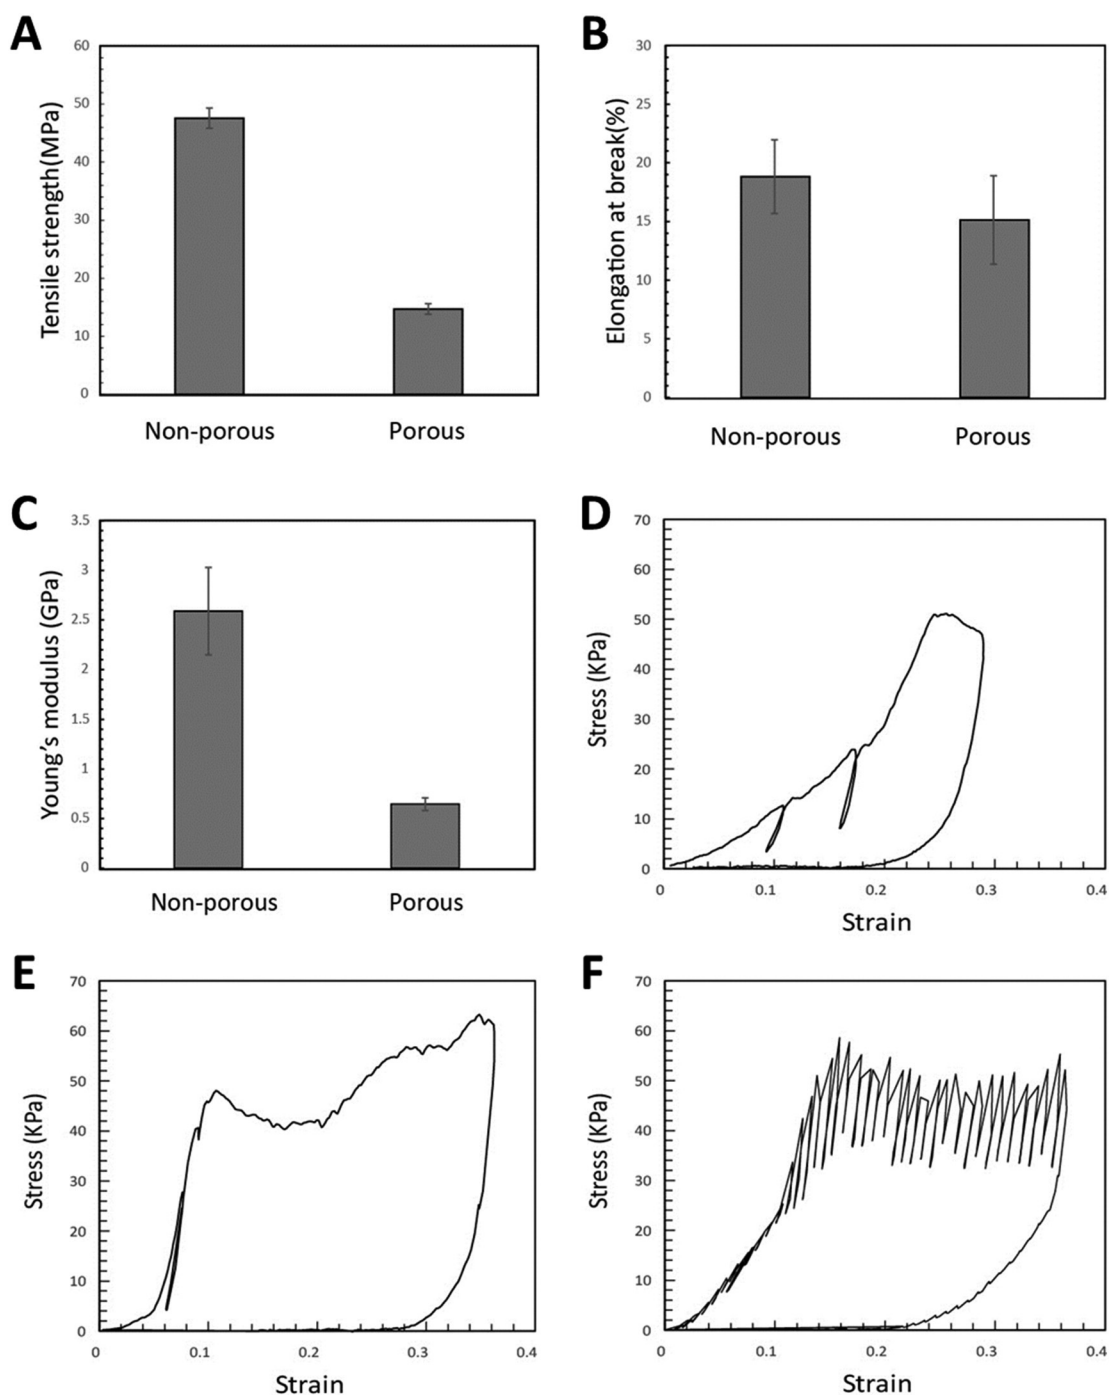 A
Tensile strength(MPa)
60
50
40
30
20
10
0
Non-porous Porous
B
Elongation at break(%)
30
25
20
15
10
5
0
Non-porous Porous
C
Young's modulus (GPa)
3.5
3
2.5
2
1.5
1
0.5
0
Non-porous Porous
D
Stress (KPa)
70
60
50
40
30
20
10
0
0 0.1 0.2 0.3 0.4
Strain
E
Stress (KPa)
70
60
50
40
30
20
10
0
0 0.1 0.2 0.3 0.4
Strain
F
Stress (KPa)
70
60
50
40
30
20
10
0
0 0.1 0.2 0.3 0.4
Strain